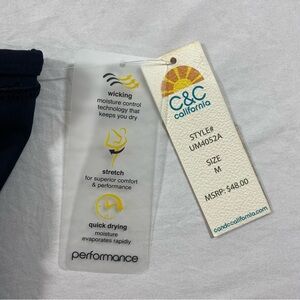 wicking
moisture control
technology that
keeps you dry
stretch
for superior comfort
& performance
quick drying
moisture
evaporates rapidly
performance
C&C
california
STYLE#
UM4052A
SIZE
M
MSRP: $48.00
candccalifornia.com